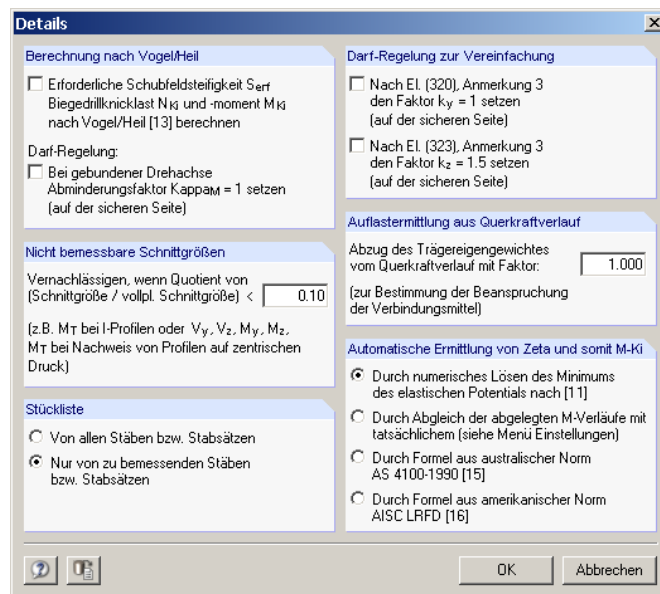 Details
Berechnung nach Vogel/Heil
Erforderliche Schubfeldsteifigkeit Serf
Biegedrillknicklast NKi und -moment MKi
nach Vogel/Heil [13] berechnen
Darf-Regelung:
Bei gebundener Drehachse
Abminderungsfaktor KappaM = 1 setzen
(auf der sicheren Seite)
Nicht bemessbare Schnittgrößen
Vernachlässigen, wenn Quotient von
(Schnittgröße / vollpl. Schnittgröße) < 0.10
(z.B. MT bei I-Profilen oder Vy, Vz, My, Mz,
MT bei Nachweis von Profilen auf zentrischen
Druck)
Stückliste
Von allen Stäben bzw. Stabsätzen
Nur von zu bemessenden Stäben
bzw. Stabsätzen
Darf-Regelung zur Vereinfachung
Nach El. (320), Anmerkung 3
den Faktor ky = 1 setzen
(auf der sicheren Seite)
Nach El. (323), Anmerkung 3
den Faktor kz = 1.5 setzen
(auf der sicheren Seite)
Auflastermittlung aus Querkraftverlauf
Abzug des Trägereigengewichtes
vom Querkraftverlauf mit Faktor: 1.000
(zur Bestimmung der Beanspruchung
der Verbindungsmittel)
Automatische Ermittlung von Zeta und somit M-Ki
Durch numerisches Lösen des Minimums
des elastischen Potentials nach [11]
Durch Abgleich der abgelegten M-Verläufe mit
tatsächlichem (siehe Menü Einstellungen)
Durch Formel aus australischer Norm
AS 4100-1990 [15]
Durch Formel aus amerikanischer Norm
AISC LRFD [16]
OK
Abbrechen